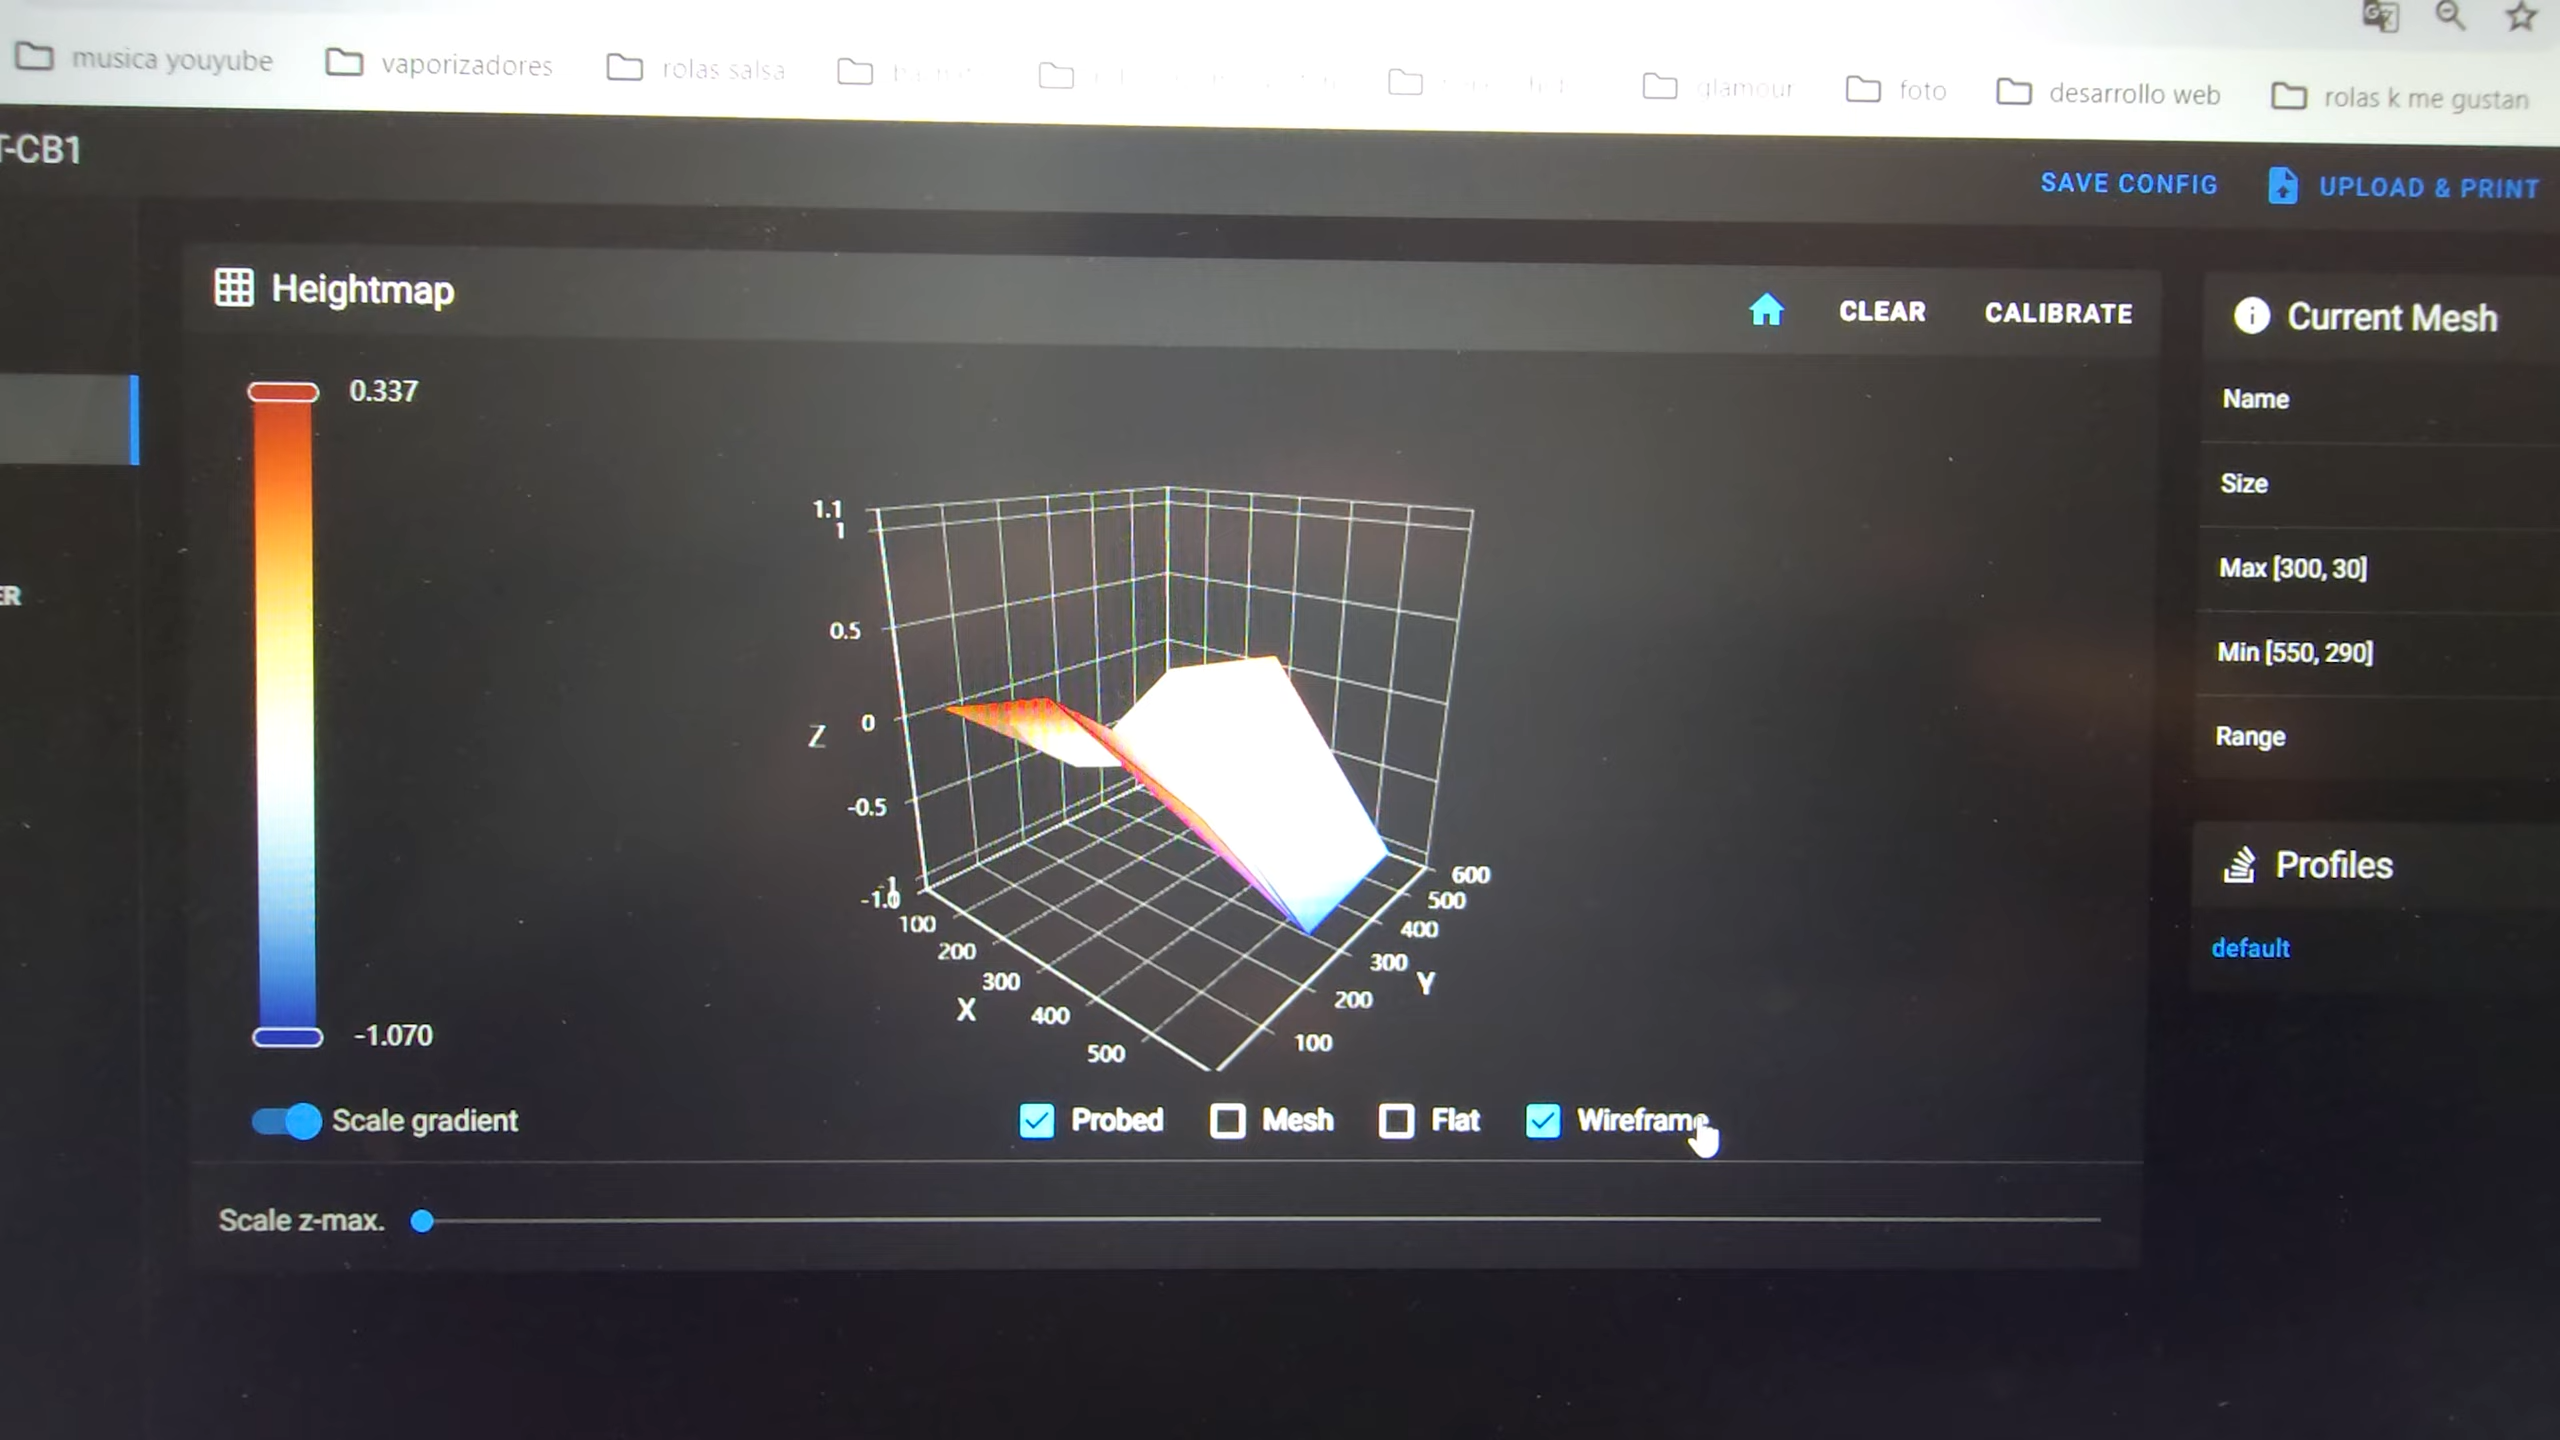 musica youyube
vaporizadores
rolas salsa
glamour
foto
desarrollo web
rolas k me gustan
T-CB1
SAVE CONFIG
UPLOAD & PRINT
Heightmap
CLEAR
CALIBRATE
Current Mesh
0.337
Name
Size
Max [300, 30]
Min [550, 290]
Range
1.1
1
0.5
0
-0.5
-1
-1.0
Z
100
200
300
400
500
X
100
200
300
400
500
600
Y
-1.070
ER
Profiles
default
Scale gradient
Probed
Mesh
Flat
Wireframe
Scale z-max.